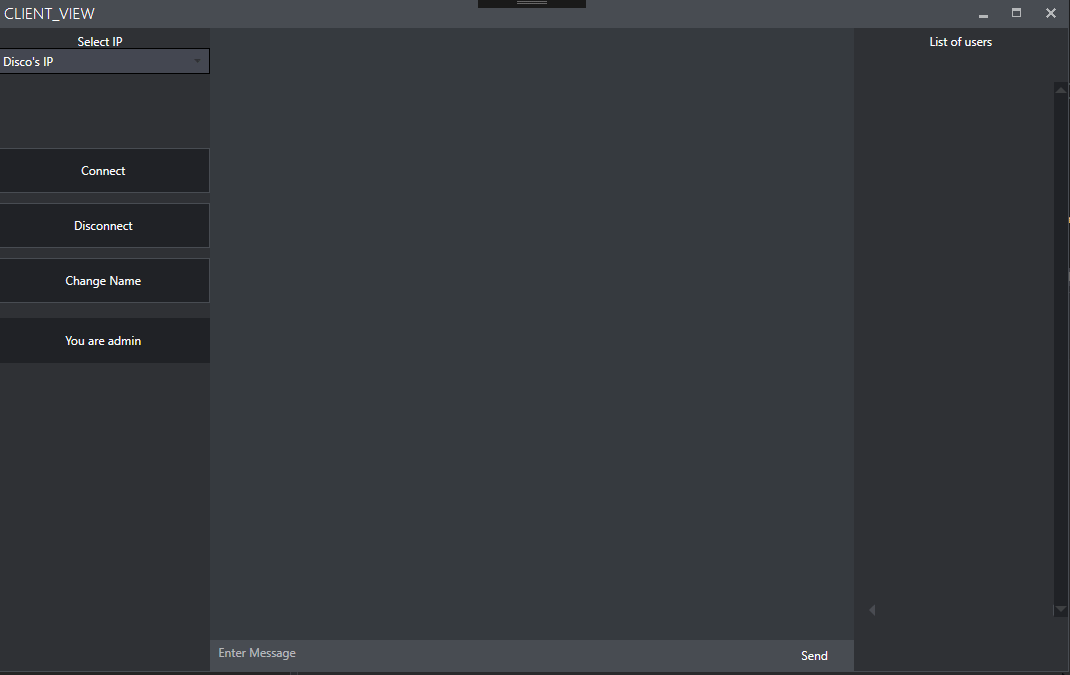 CLIENT_VIEW
Select IP
Disco's IP
Connect
Disconnect
Change Name
You are admin
Enter Message
Send
List of users